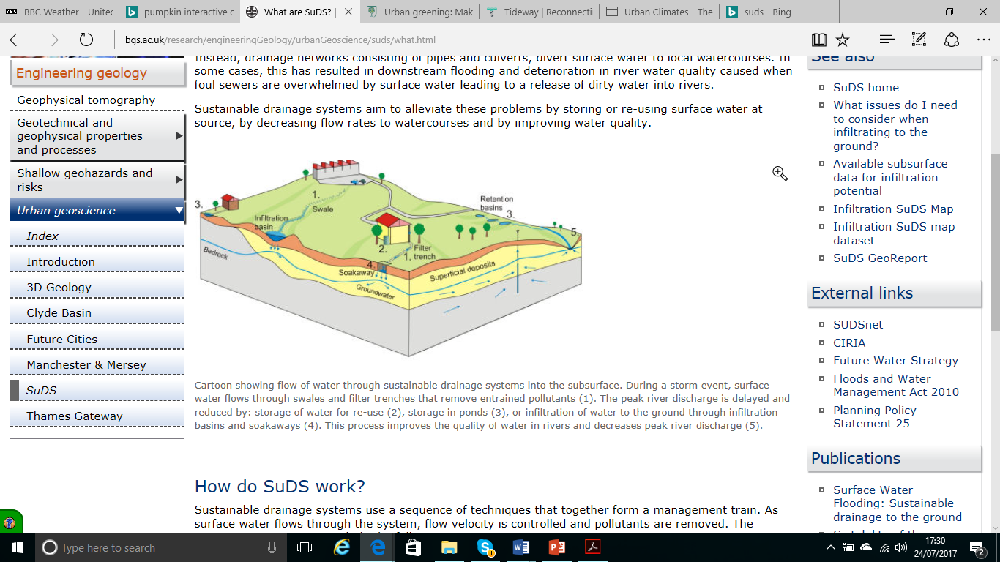 BBC Weather - United
pumpkin interactive c
What are SuDS? |
Urban greening: Mak
Tideway | Reconnecti
Urban Climates - The
suds - Bing
bgs.ac.uk/research/engineeringGeology/urbanGeoscience/suds/what.html
Engineering geology
Geophysical tomography
Geotechnical and
geophysical properties
and processes
Shallow geohazards and
risks
Urban geoscience
Index
Introduction
3D Geology
Clyde Basin
Future Cities
Manchester & Mersey
SuDS
Thames Gateway
Instead, drainage networks consisting of pipes and culverts, divert surface water to local watercourses. In
some cases, this has resulted in downstream flooding and deterioration in river water quality caused when
foul sewers are overwhelmed by surface water leading to a release of dirty water into rivers.
Sustainable drainage systems aim to alleviate these problems by storing or re-using surface water at
source, by decreasing flow rates to watercourses and by improving water quality.
3.
1.
Swale
Infiltration
basin
Retention
basins
3.
5.
Bedrock
2.
Filter
1. trench
4.
Soakaway
Superficial deposits
Groundwater
Cartoon showing flow of water through sustainable drainage systems into the subsurface. During a storm event, surface
water flows through swales and filter trenches that remove entrained pollutants (1). The peak river discharge is delayed and
reduced by: storage of water for re-use (2), storage in ponds (3), or infiltration of water to the ground through infiltration
basins and soakaways (4). This process improves the quality of water in rivers and decreases peak river discharge (5).
How do SuDS work?
Sustainable drainage systems use a sequence of techniques that together form a management train. As
surface water flows through the system, flow velocity is controlled and pollutants are removed. The
See also
SuDS home
What issues do I need
to consider when
infiltrating to the
ground?
Available subsurface
data for infiltration
potential
Infiltration SuDS Map
Infiltration SuDS map
dataset
SuDS GeoReport
External links
SUDSnet
CIRIA
Future Water Strategy
Floods and Water
Management Act 2010
Planning Policy
Statement 25
Publications
Surface Water
Flooding: Sustainable
drainage to the ground
Type here to search
17:30
24/07/2017
2